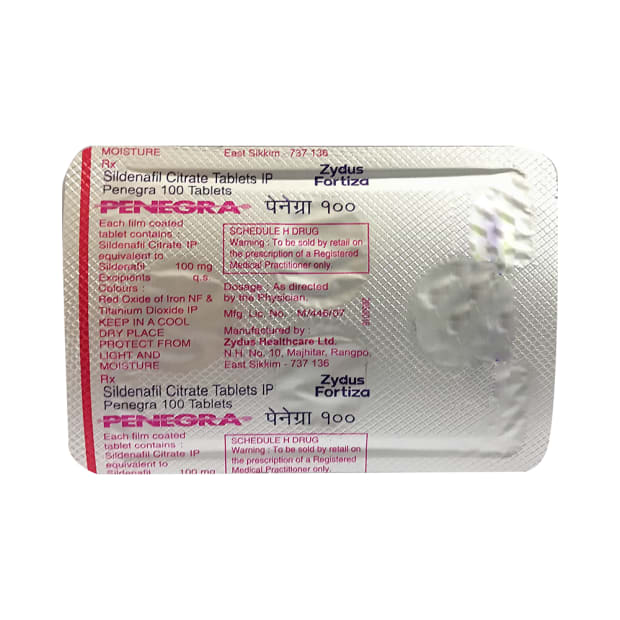 MOISTURE East Sikkim - 737 136
Rx
Sildenafil Citrate Tablets IP Zydus
Penegra 100 Tablets Fortiza
PENEGRA® पेनेग्रा १००
Each film coated
tablet contains :
Sildenafil Citrate IP
equivalent to
Sildenafil 100 mg
Excipients q.s.
Colours :
Red Oxide of Iron NF &
Titanium Dioxide IP
KEEP IN A COOL
DRY PLACE
PROTECT FROM
LIGHT AND
MOISTURE
SCHEDULE H DRUG
Warning : To be sold by retail on
the prescription of a Registered
Medical Practitioner only.
Dosage : As directed
by the Physician.
Mfg. Lic. No. : M/446/07
Manufactured by :
Zydus Healthcare Ltd.
N.H. No. 10, Majhitar, Rangpo,
East Sikkim - 737 136
Rx
Sildenafil Citrate Tablets IP Zydus
Penegra 100 Tablets Fortiza
PENEGRA® पेनेग्रा १००
Each film coated
tablet contains :
Sildenafil Citrate IP
equivalent to
Sildenafil 100 mg
SCHEDULE H DRUG
Warning : To be sold by retail on
the prescription of a Registered
Medical Practitioner only.